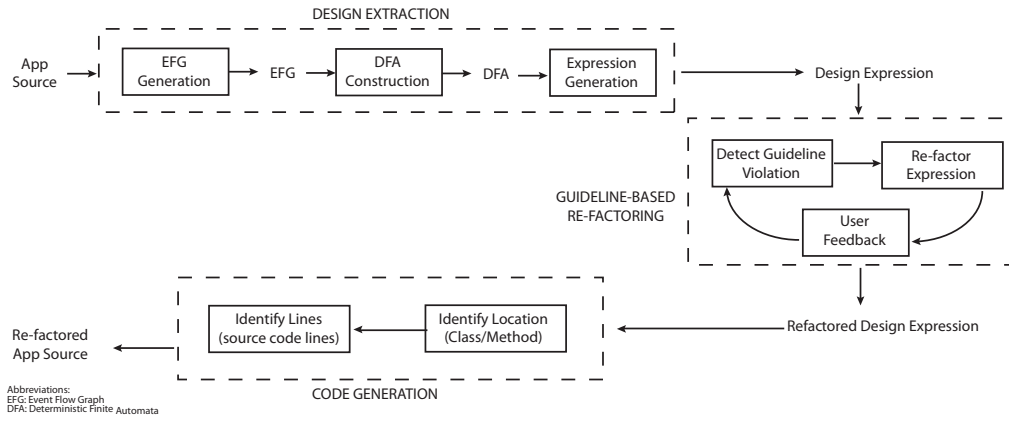 DESIGN EXTRACTION
App
Source
EFG
Generation
EFG
DFA
Construction
DFA
Expression
Generation
Design Expression
GUIDELINE-BASED
RE-FACTORING
Detect Guideline
Violation
Re-factor
Expression
User
Feedback
Refactored Design Expression
Identify Location
(Class/Method)
Identify Lines
(source code lines)
CODE GENERATION
Re-factored
App Source
Abbreviations:
EFG: Event Flow Graph
DFA: Deterministic Finite Automata